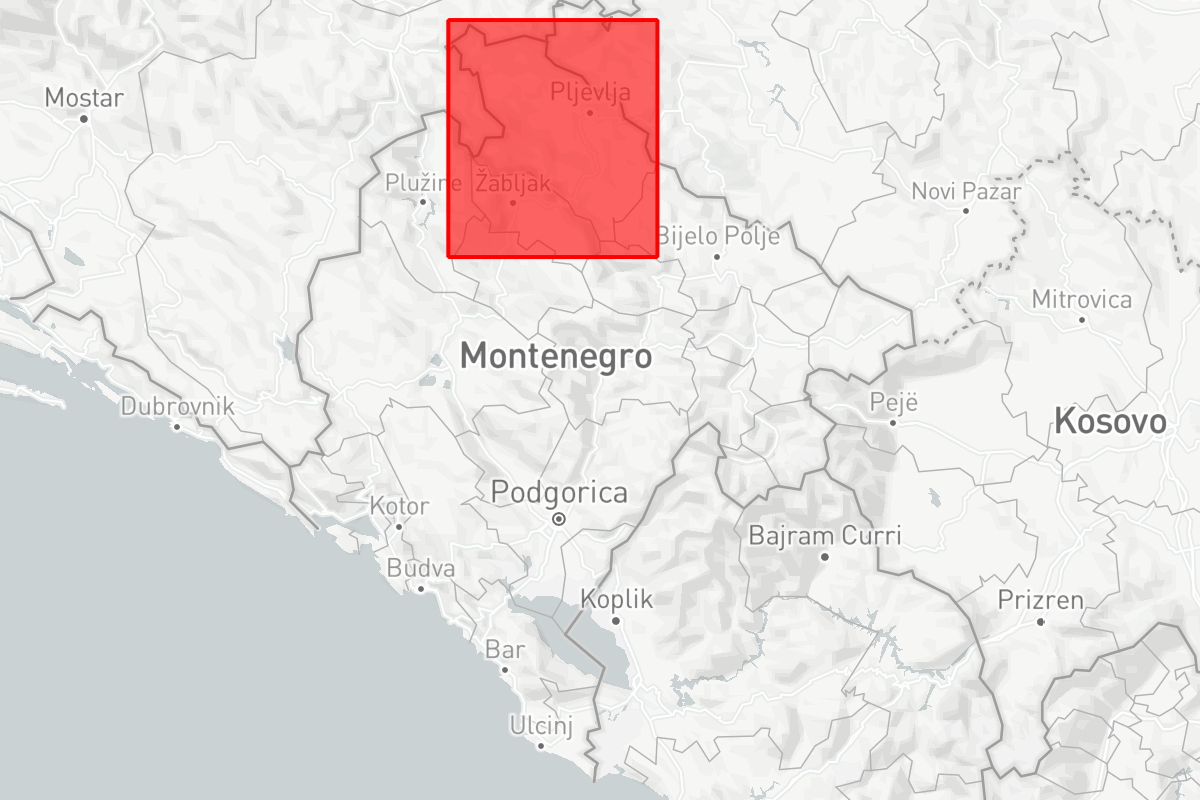 Mostar
Pljevlja
Plužine
Žabljak
Novi Pazar
Bijelo Polje
Mitrovica
Montenegro
Dubrovnik
Pejë
Kosovo
Podgorica
Kotor
Bajram Curri
Budva
Koplik
Prizren
Bar
Ulcinj